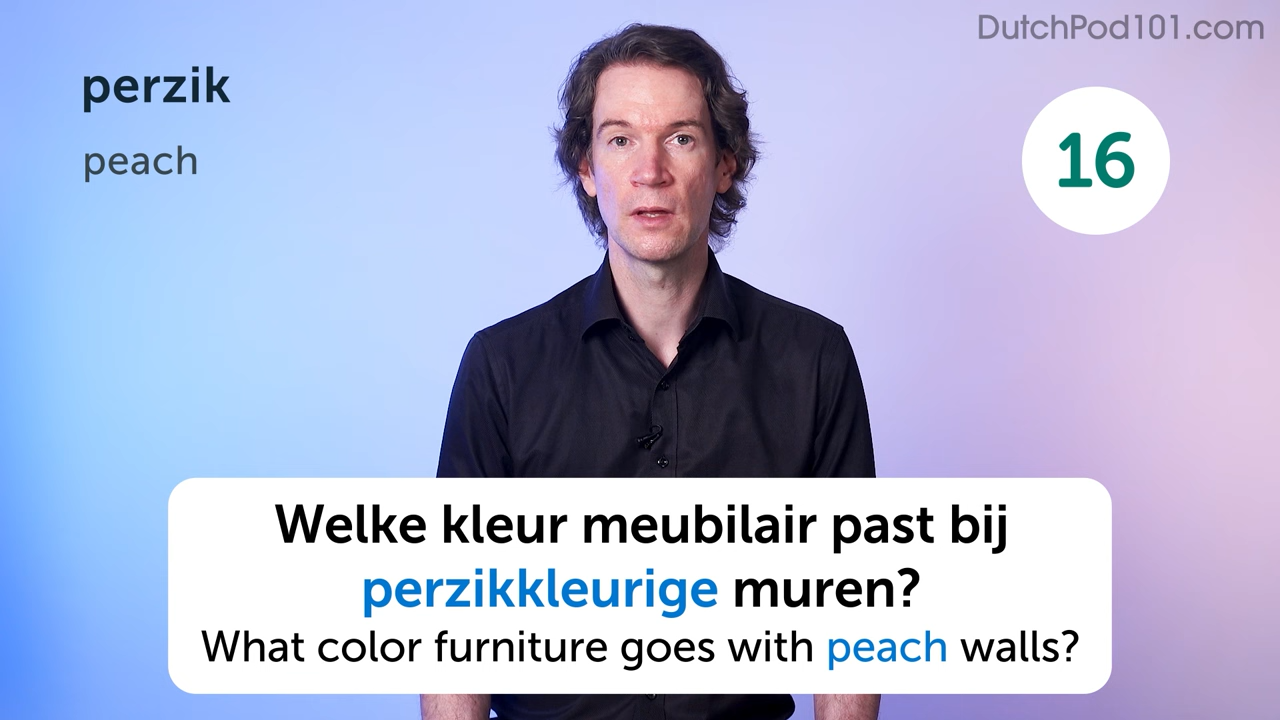 DutchPod101.com
perzik
peach
16
Welke kleur meubilair past bij
perzikkleurige muren?
What color furniture goes with peach walls?